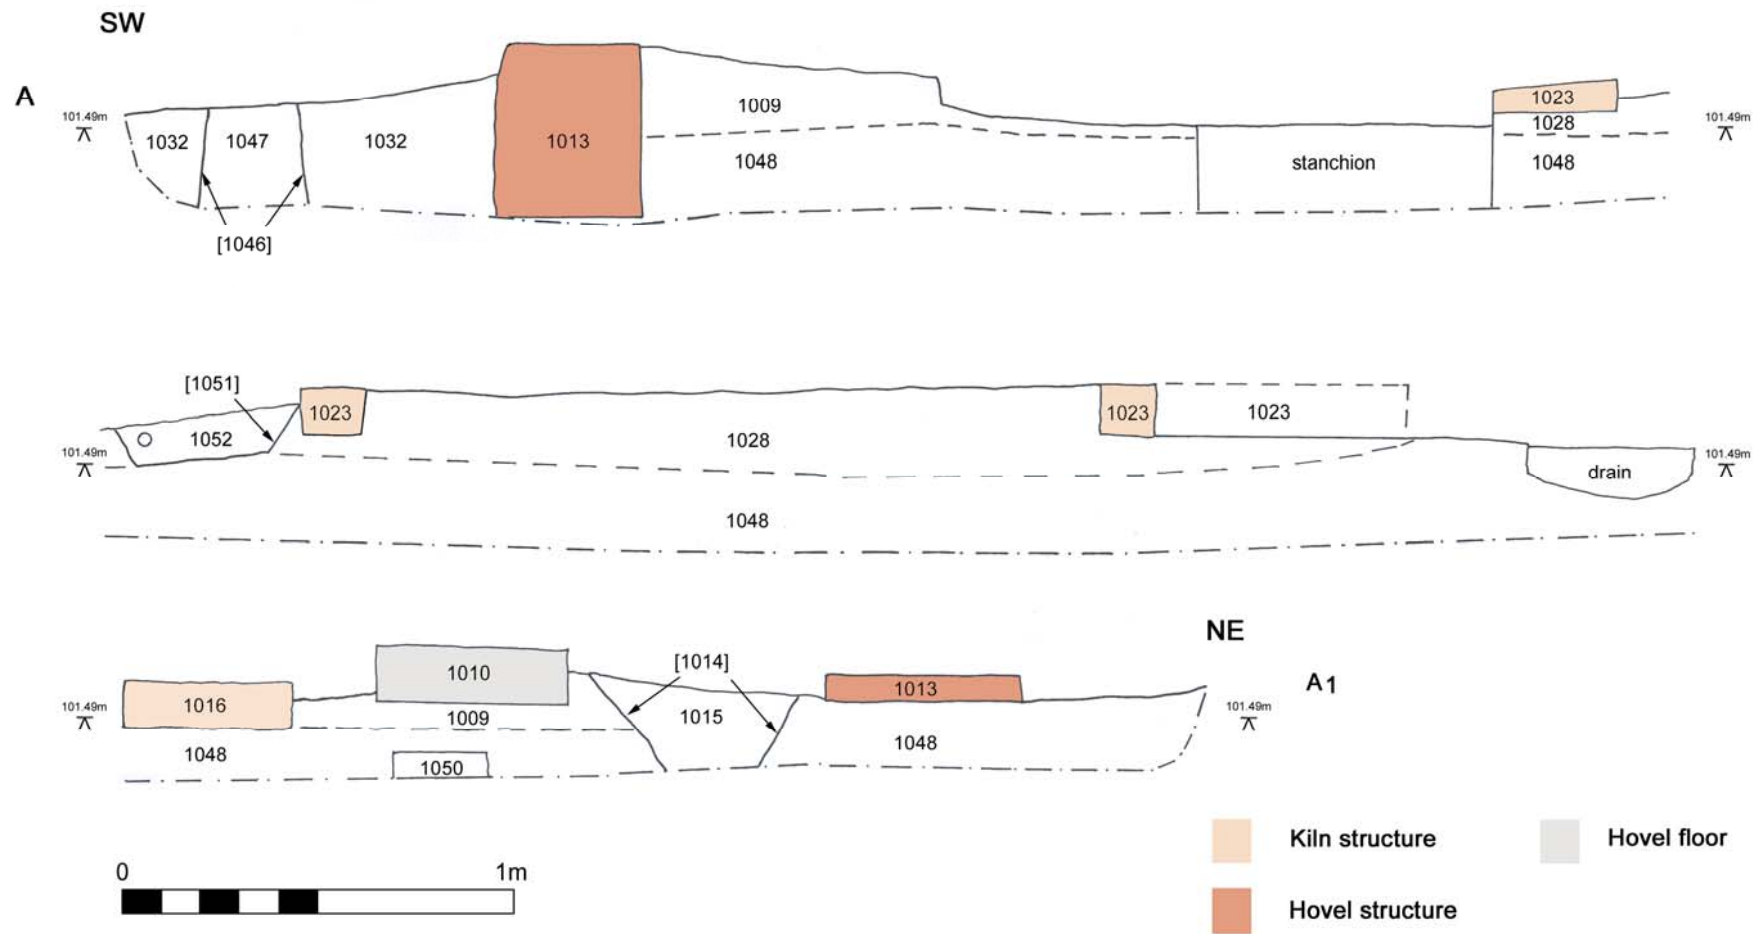 SW
A
101.49m
1032
1047
1032
1013
1009
1048
stanchion
1023
1028
1048
101.49m
[1046]
[1051]
101.49m
1052
1023
1028
1023
1023
drain
101.49m
1048
NE
101.49m
1016
1010
[1014]
1013
A1
101.49m
1009
1015
1048
1050
1048
0 1m
Kiln structure
Hovel floor
Hovel structure